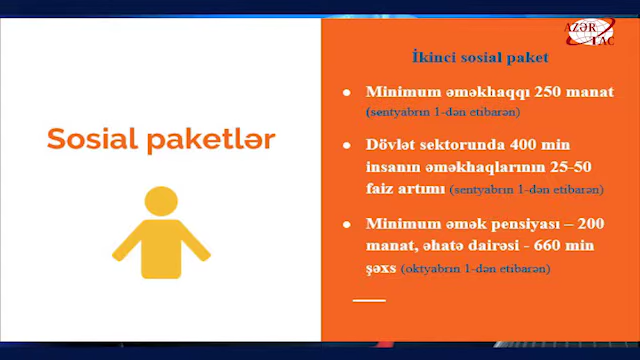 AZƏR
TAC
Sosial paketlər
İkinci sosial paket
• Minimum əməkhaqqı 250 manat
(sentyabrın 1-dən etibarən)
• Dövlət sektorunda 400 min
insanın əməkhaqlarının 25-50
faiz artımı (sentyabrın 1-dən etibarən)
• Minimum əmək pensiyası – 200
manat, əhatə dairəsi - 660 min
şəxs (oktyabrın 1-dən etibarən)